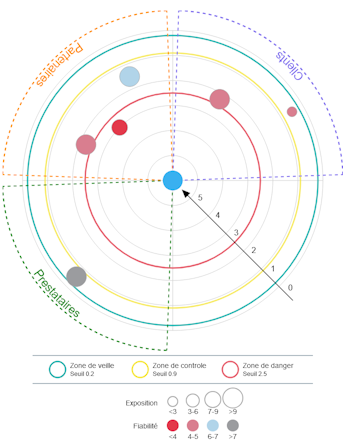 Partenaires
Clients
5
4
3
2
1
0
Prestataires
Zone de veille
Seuil 0.2
Zone de controle
Seuil 0.9
Zone de danger
Seuil 2.5
Exposition
<3 3-6 7-9 >9
Fiabilité
<4 4-5 6-7 >7